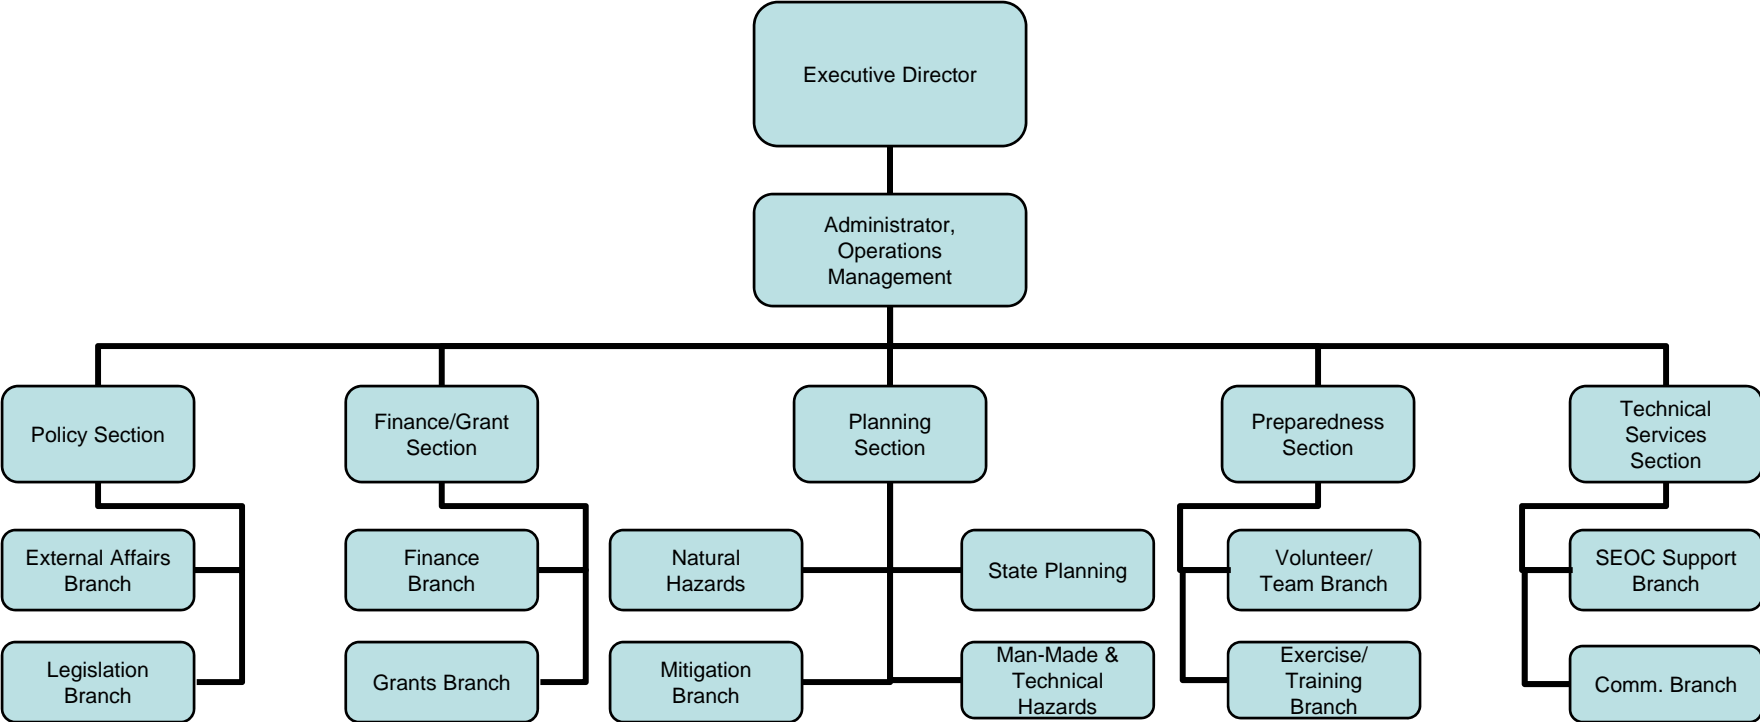 Executive Director
Administrator,
Operations
Management
Policy Section
Finance/Grant
Section
Planning
Section
Preparedness
Section
Technical
Services
Section
External Affairs
Branch
Finance
Branch
Natural
Hazards
State Planning
Volunteer/
Team Branch
SEOC Support
Branch
Legislation
Branch
Grants Branch
Mitigation
Branch
Man-Made &
Technical
Hazards
Exercise/
Training
Branch
Comm. Branch